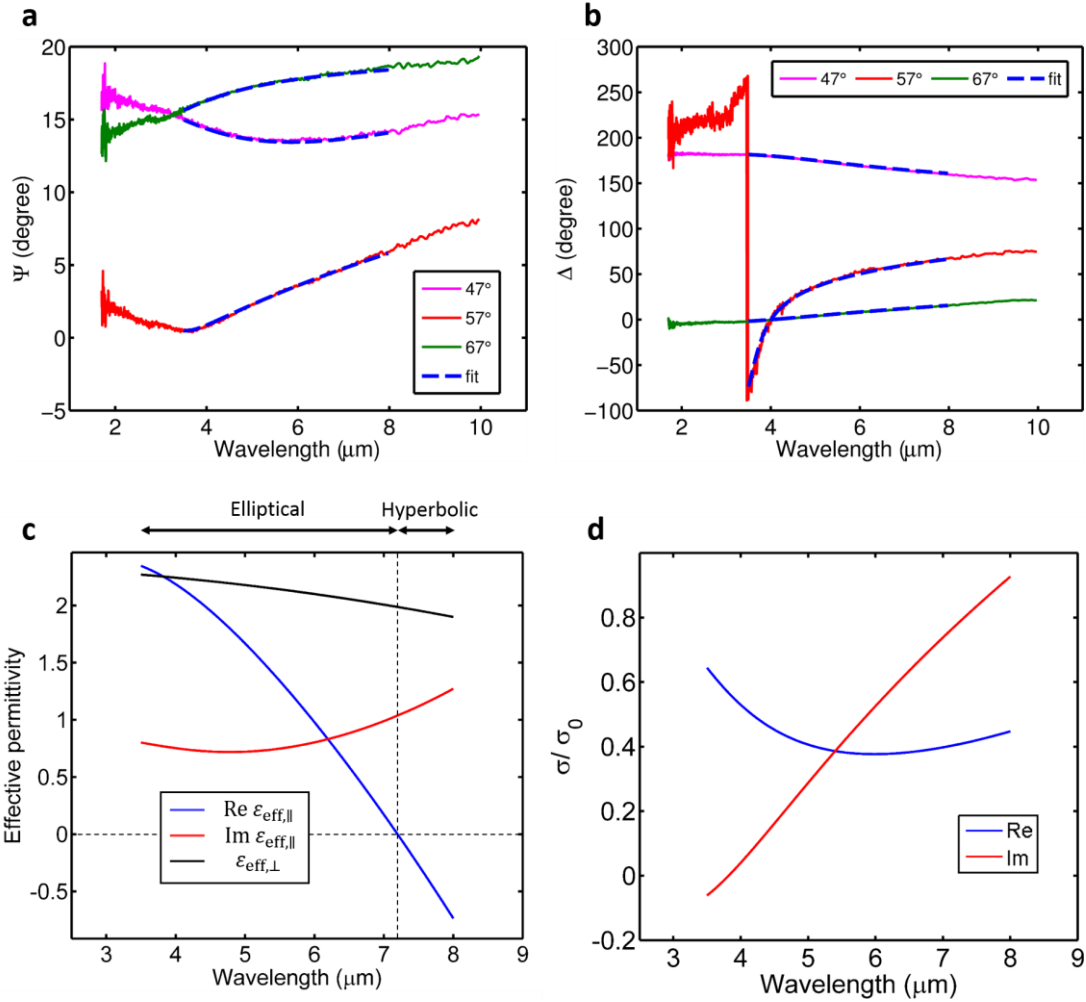 a
20
15
10
5
0
−5
Ψ (degree)
47°
57°
67°
fit
2 4 6 8 10
Wavelength (μm)
b
300
250
200
150
100
50
0
−50
−100
Δ (degree)
47° 57° 67° fit
2 4 6 8 10
Wavelength (μm)
c
Elliptical Hyperbolic
2
1.5
1
0.5
0
-0.5
Effective permittivity
Re ε_eff,∥
Im ε_eff,∥
ε_eff,⊥
3 4 5 6 7 8 9
Wavelength (μm)
d
0.8
0.6
0.4
0.2
0
-0.2
σ/ σ₀
Re
Im
3 4 5 6 7 8 9
Wavelength (μm)